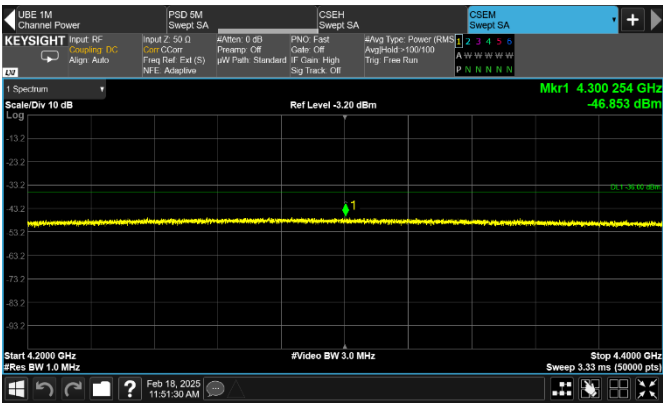 UBE 1M
Channel Power
PSD 5M
Swept SA
CSEH
Swept SA
CSEM
Swept SA
KEYSIGHT
Input: RF
Coupling: DC
Align: Auto
Input Z: 50 Ω
Corr CCorr
Freq Ref: Ext (S)
NFE: Adaptive
#Atten: 0 dB
Preamp: Off
µW Path: Standard
PNO: Fast
Gate: Off
IF Gain: High
Sig Track: Off
#Avg Type: Power (RMS)
Avg|Hold:>100/100
Trig: Free Run
1 2 3 4 5 6
A W W W W W
P N N N N N
LXI
1 Spectrum
Scale/Div 10 dB
Ref Level -3.20 dBm
Mkr1 4.300 254 GHz
-46.853 dBm
Log
-13.2
-23.2
-33.2
DL1 -36.00 dBm
-43.2
1
-53.2
-63.2
-73.2
-83.2
-93.2
Start 4.2000 GHz
#Video BW 3.0 MHz
Stop 4.4000 GHz
#Res BW 1.0 MHz
Sweep 3.33 ms (50000 pts)
Feb 18, 2025
11:51:30 AM